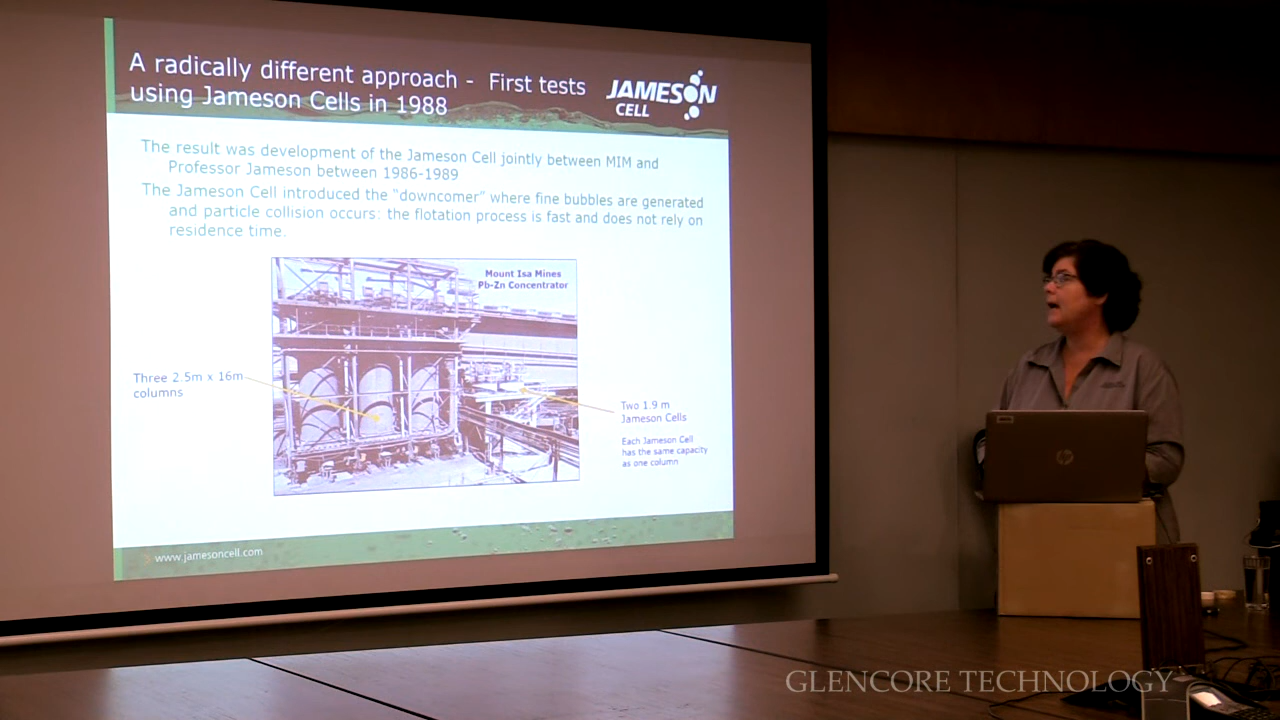 A radically different approach - First tests
using Jameson Cells in 1988
JAMESON
CELL
The result was development of the Jameson Cell jointly between MIM and
Professor Jameson between 1986-1989
The Jameson Cell introduced the "downcomer" where fine bubbles are generated
and particle collision occurs: the flotation process is fast and does not rely on
residence time.
Mount Isa Mines
Pb-Zn Concentrator
Three 2.5m x 16m
columns
Two 1.9 m
Jameson Cells
Each Jameson Cell
has the same capacity
as one column
www.jamesoncell.com
hp
GLENCORE TECHNOLOGY